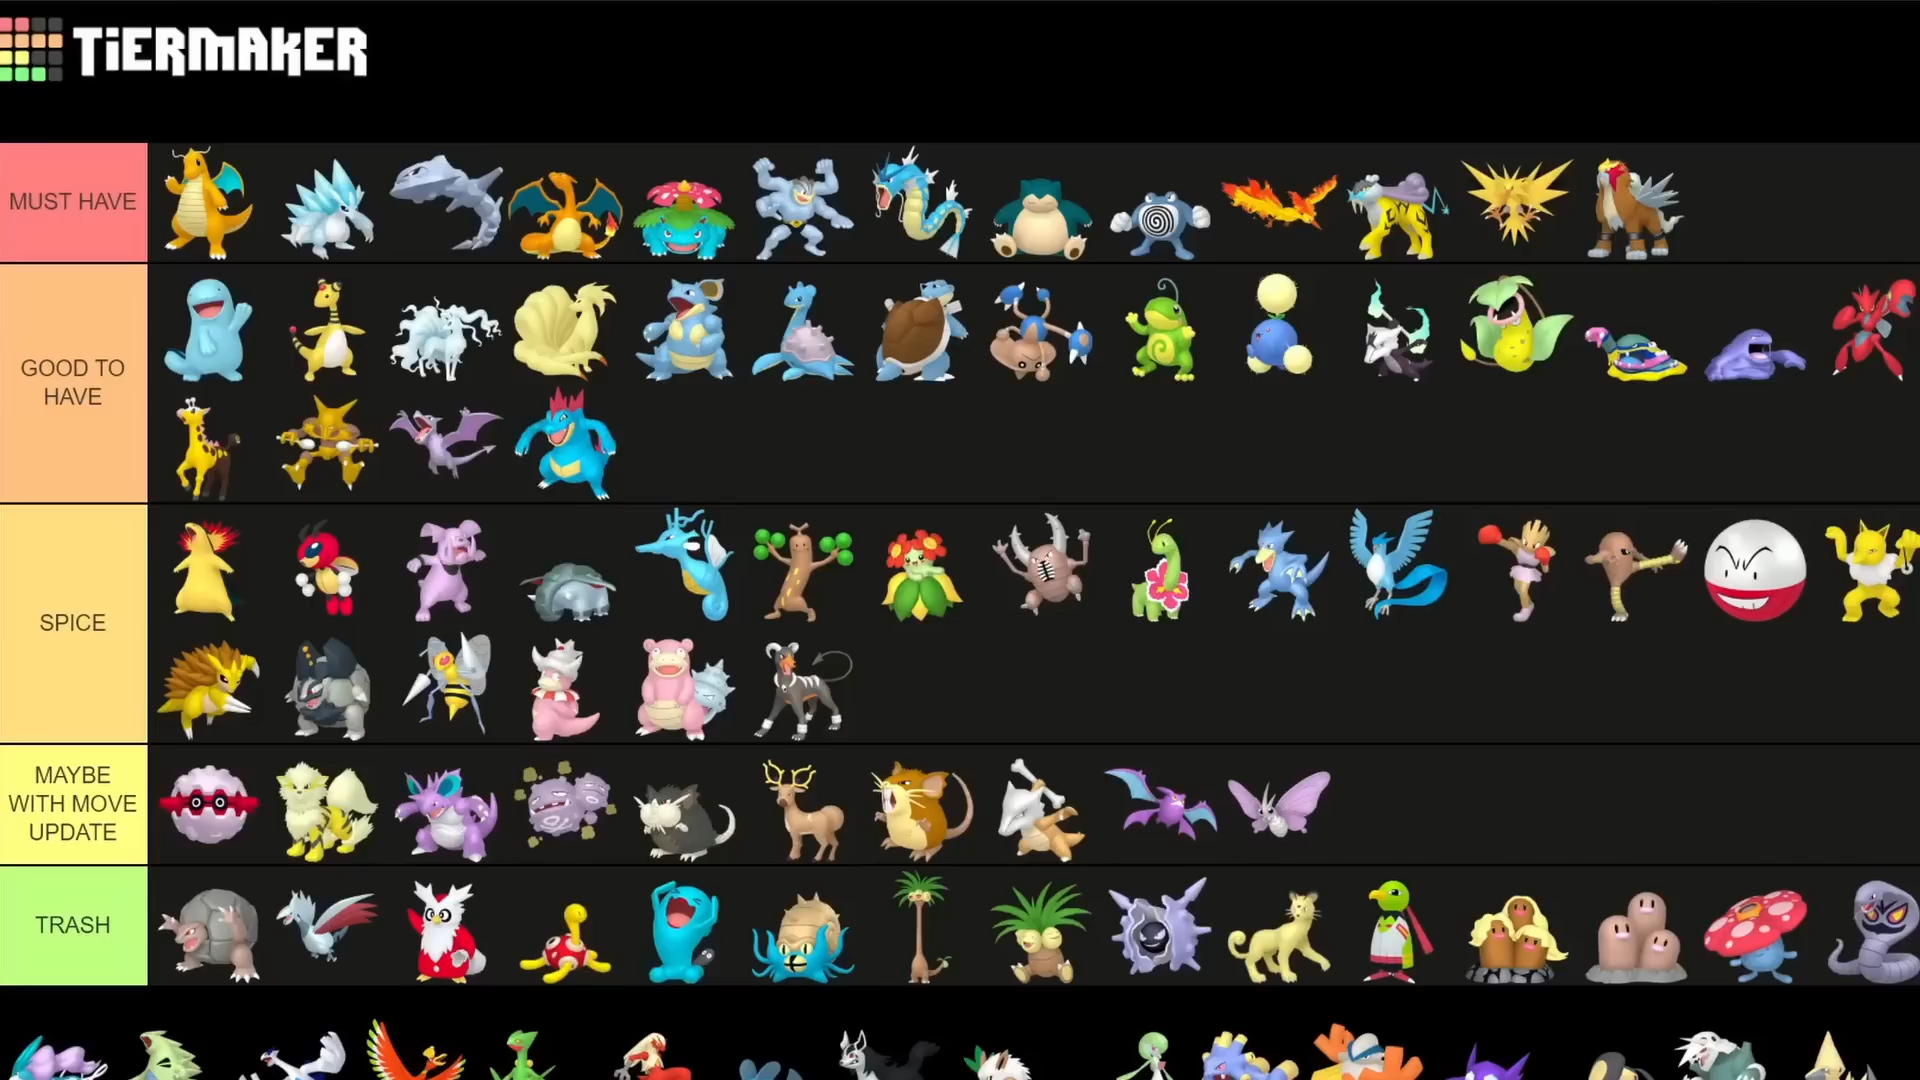 TiERMAKER
MUST HAVE
GOOD TO
HAVE
SPICE
MAYBE
WITH MOVE
UPDATE
TRASH